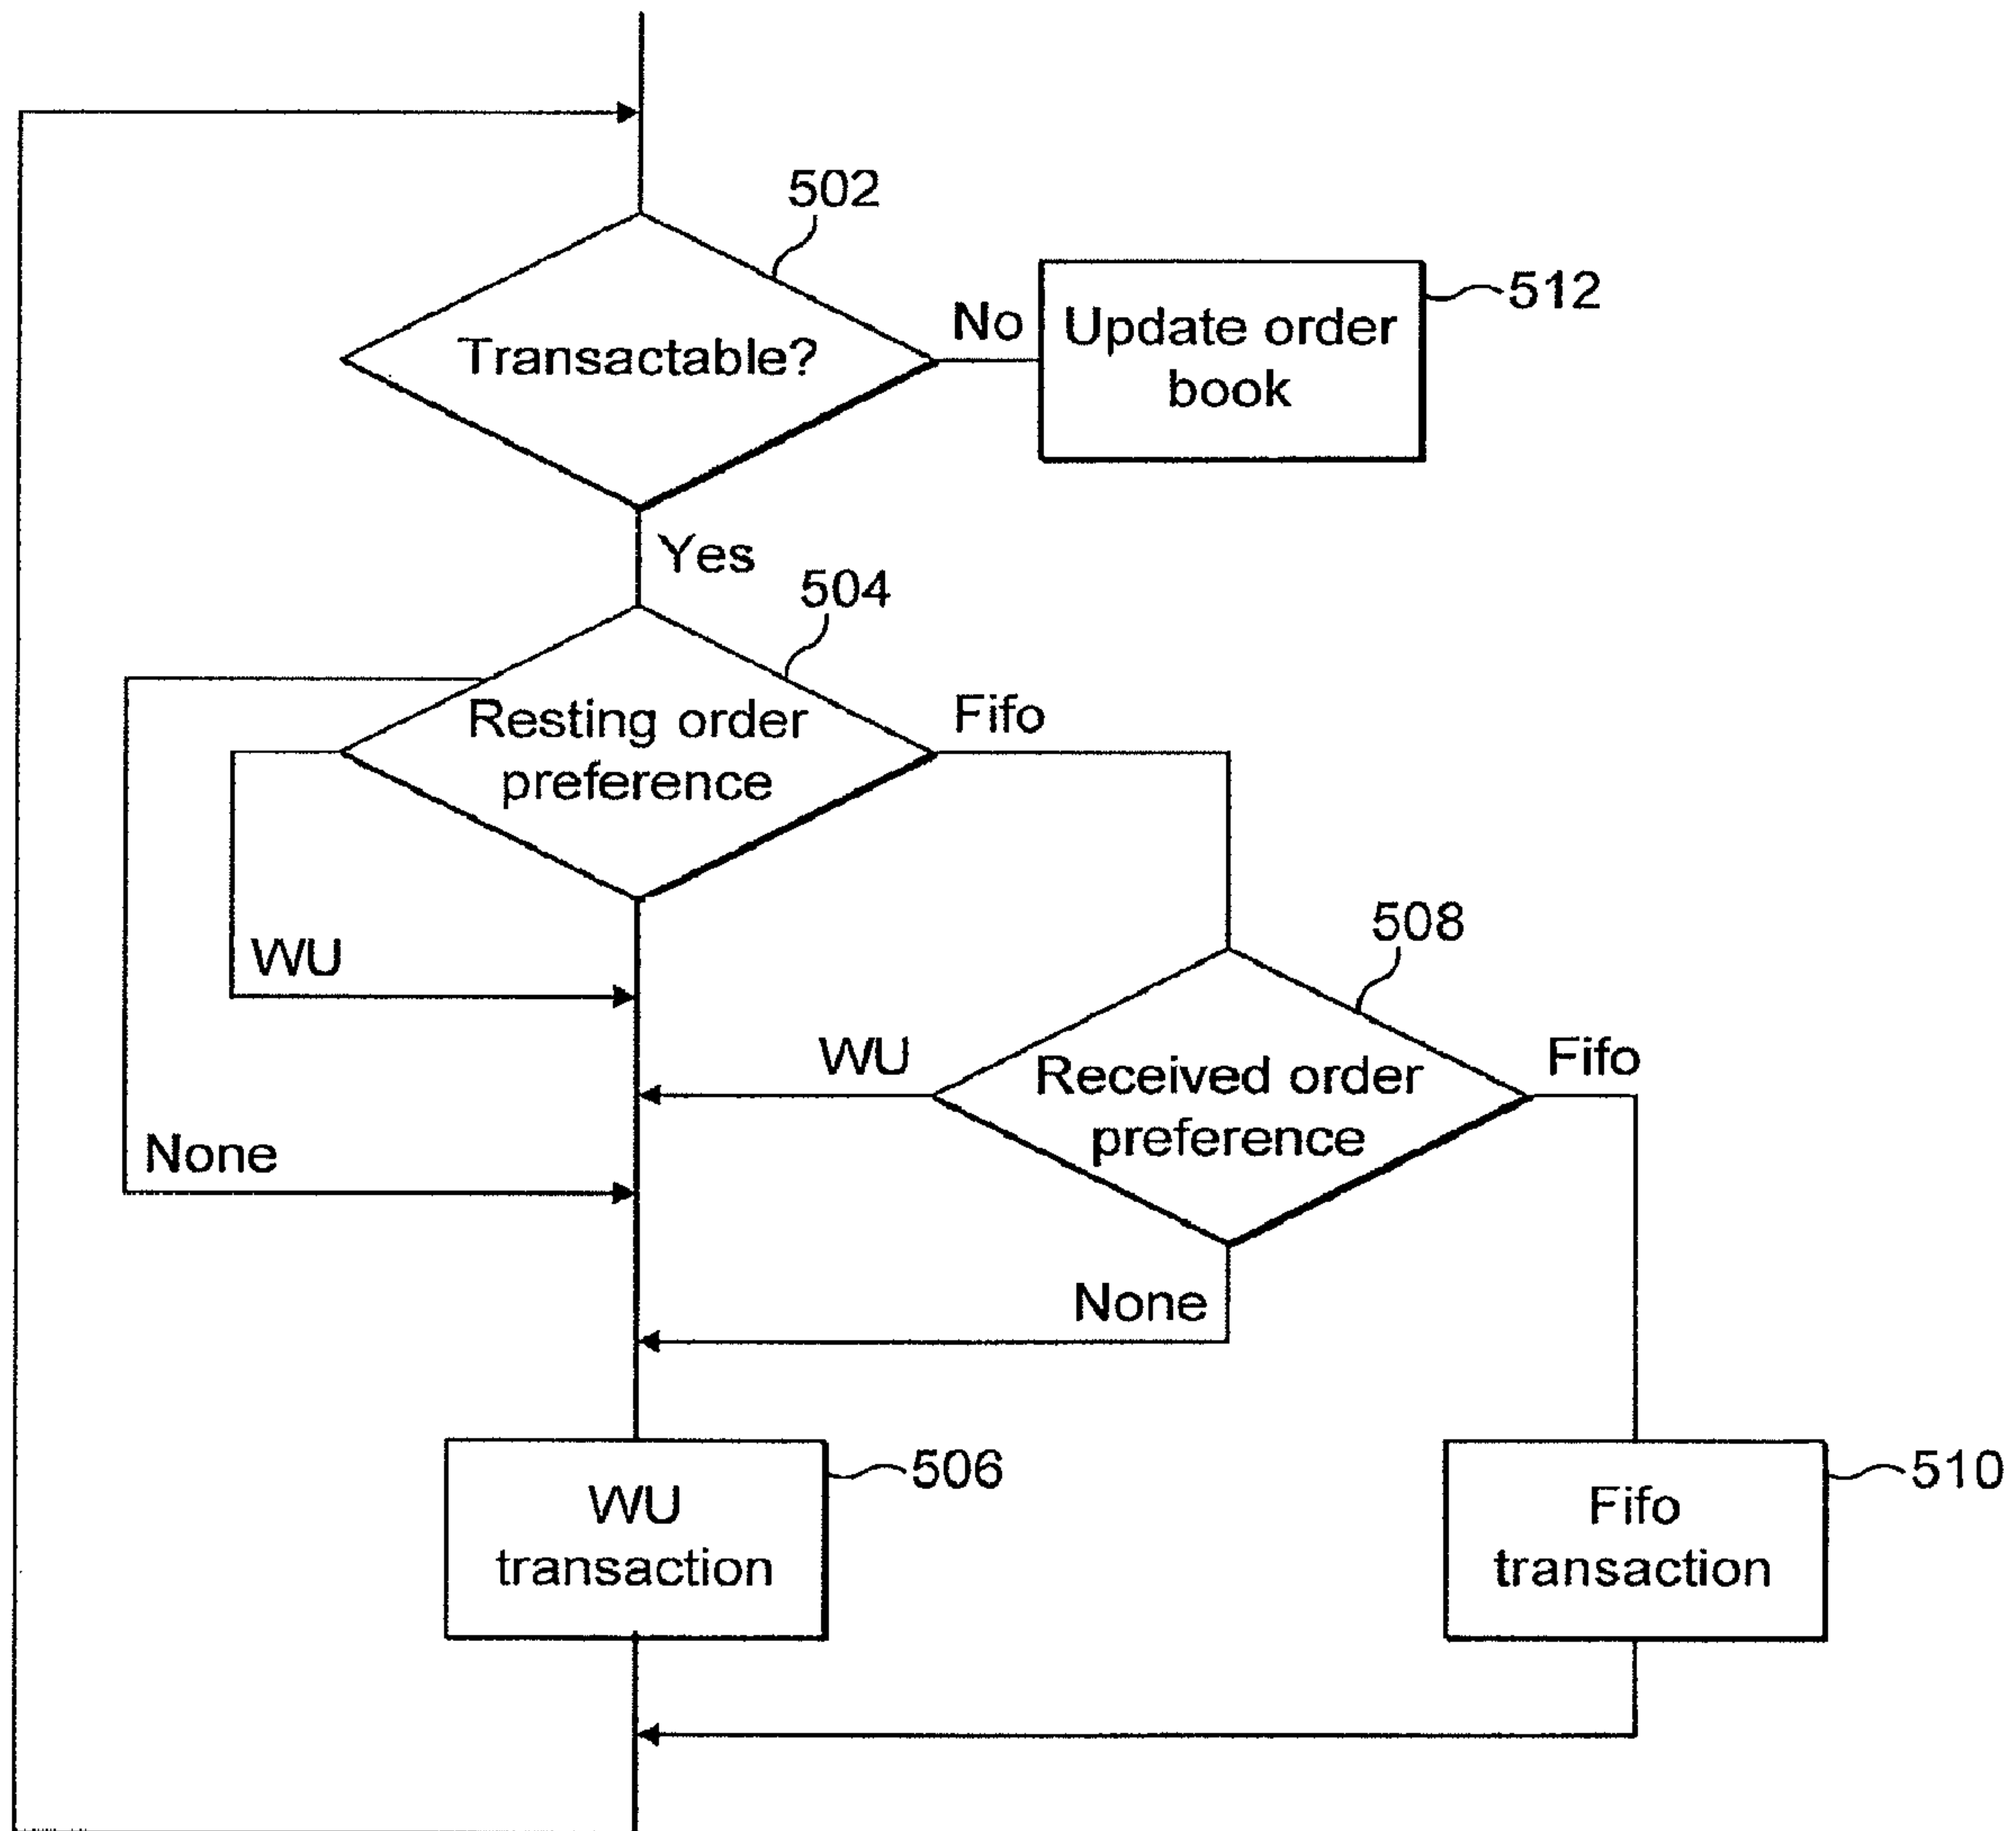 502
Transactable?
No
Update order
book
512
Yes
504
Resting order
preference
Fifo
WU
508
WU
Received order
preference
Fifo
None
None
WU
transaction
506
Fifo
transaction
510